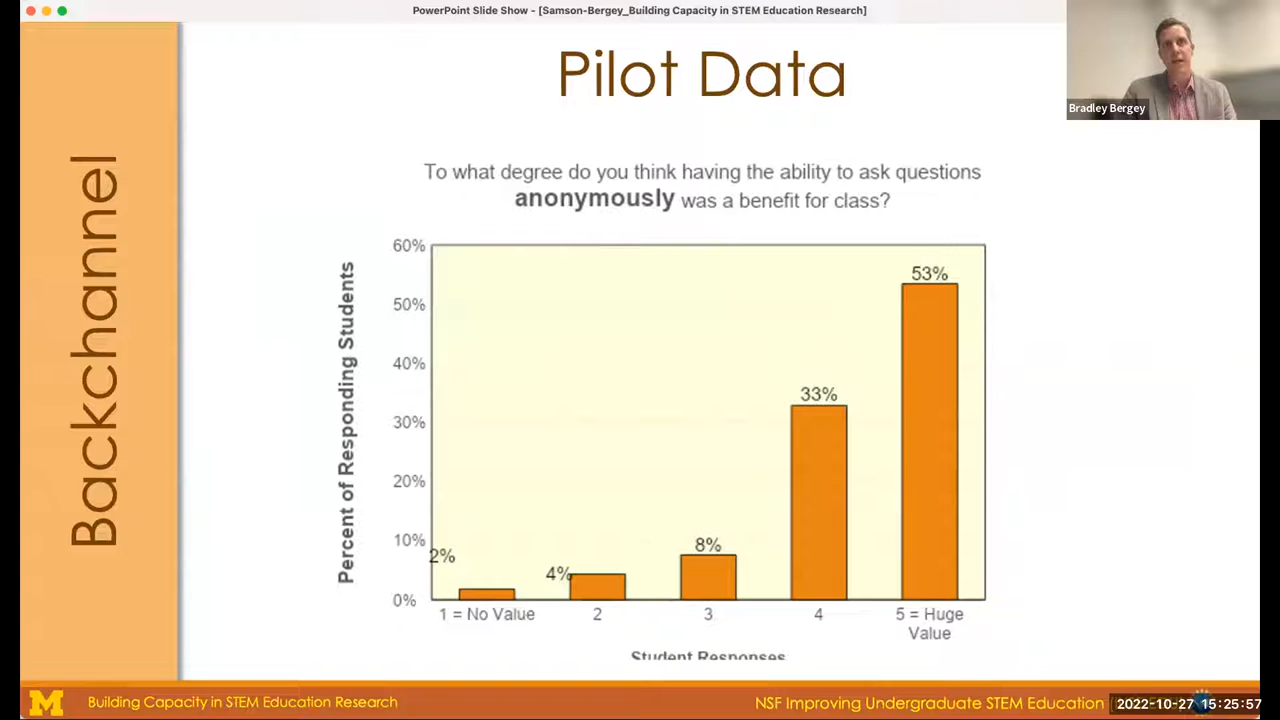 PowerPoint Slide Show - [Samson-Bergey_Building Capacity in STEM Education Research]
Bradley Bergey
Pilot Data
Backchannel
To what degree do you think having the ability to ask questions
anonymously was a benefit for class?
Percent of Responding Students
60%
50%
40%
30%
20%
10%
0%
2%
4%
8%
33%
53%
1 = No Value
2
3
4
5 = Huge
Value
Student Responses
M
Building Capacity in STEM Education Research
NSF Improving Undergraduate STEM Education
2022-10-27 15:25:57